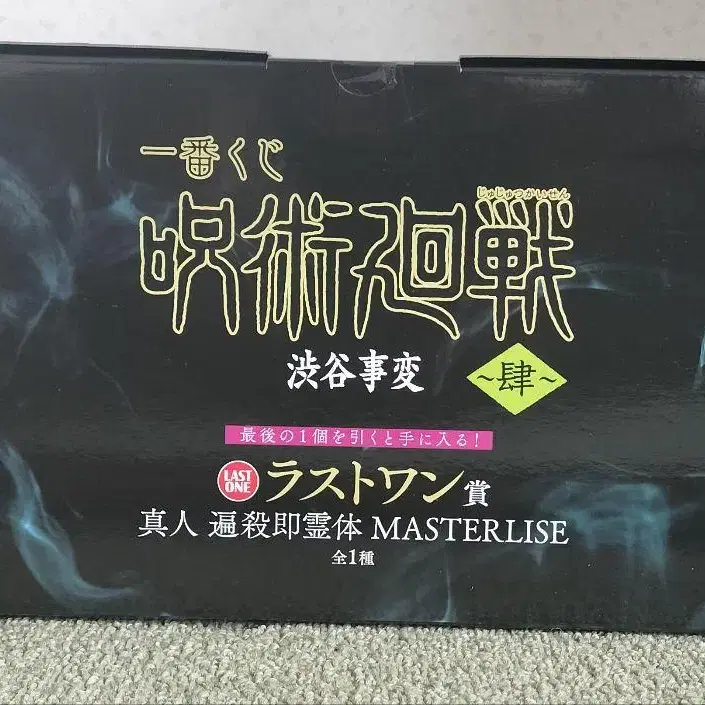 一番くじ
じゅじゅつかいせん
呪術廻戦
渋谷事変
～肆～
最後の1個を引くと手に入る!
LAST ONE ラストワン賞
真人 遍殺即霊体 MASTERLISE
全1種